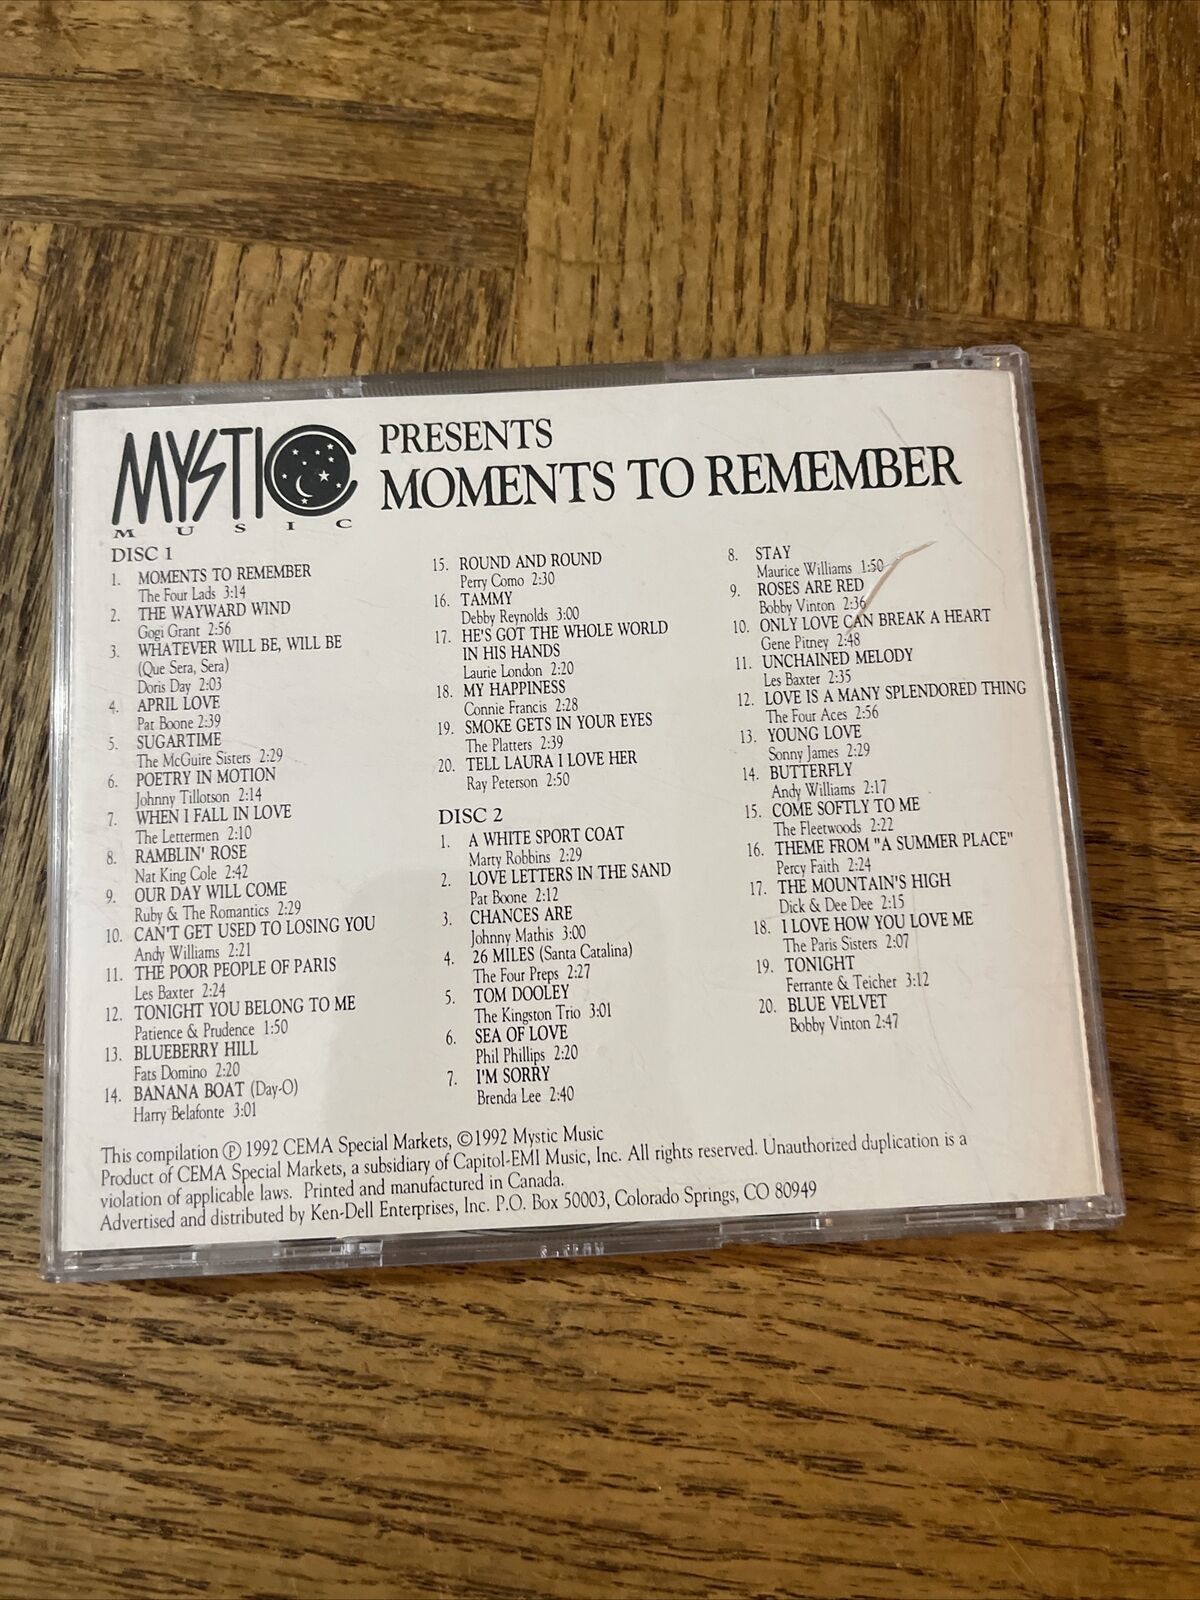 MYSTIC
MUSIC
PRESENTS
MOMENTS TO REMEMBER
DISC 1
1. MOMENTS TO REMEMBER
The Four Lads 3:14
2. THE WAYWARD WIND
Gogi Grant 2:56
3. WHATEVER WILL BE, WILL BE
(Que Sera, Sera)
Doris Day 2:03
4. APRIL LOVE
Pat Boone 2:39
5. SUGARTIME
The McGuire Sisters 2:29
6. POETRY IN MOTION
Johnny Tillotson 2:14
7. WHEN I FALL IN LOVE
The Lettermen 2:10
8. RAMBLIN' ROSE
Nat King Cole 2:42
9. OUR DAY WILL COME
Ruby & The Romantics 2:29
10. CAN'T GET USED TO LOSING YOU
Andy Williams 2:21
11. THE POOR PEOPLE OF PARIS
Les Baxter 2:24
12. TONIGHT YOU BELONG TO ME
Patience & Prudence 1:50
13. BLUEBERRY HILL
Fats Domino 2:20
14. BANANA BOAT (Day-O)
Harry Belafonte 3:01
15. ROUND AND ROUND
Perry Como 2:30
16. TAMMY
Debby Reynolds 3:00
17. HE'S GOT THE WHOLE WORLD
IN HIS HANDS
Laurie London 2:20
18. MY HAPPINESS
Connie Francis 2:28
19. SMOKE GETS IN YOUR EYES
The Platters 2:39
20. TELL LAURA I LOVE HER
Ray Peterson 2:50
DISC 2
1. A WHITE SPORT COAT
Marty Robbins 2:29
2. LOVE LETTERS IN THE SAND
Pat Boone 2:12
3. CHANCES ARE
Johnny Mathis 3:00
4. 26 MILES (Santa Catalina)
The Four Preps 2:27
5. TOM DOOLEY
The Kingston Trio 3:01
6. SEA OF LOVE
Phil Phillips 2:20
7. I'M SORRY
Brenda Lee 2:40
8. STAY
Maurice Williams 1:50
9. ROSES ARE RED
Bobby Vinton 2:36
10. ONLY LOVE CAN BREAK A HEART
Gene Pitney 2:48
11. UNCHAINED MELODY
Les Baxter 2:35
12. LOVE IS A MANY SPLENDORED THING
The Four Aces 2:56
13. YOUNG LOVE
Sonny James 2:29
14. BUTTERFLY
Andy Williams 2:17
15. COME SOFTLY TO ME
The Fleetwoods 2:22
16. THEME FROM "A SUMMER PLACE"
Percy Faith 2:24
17. THE MOUNTAIN'S HIGH
Dick & Dee Dee 2:15
18. I LOVE HOW YOU LOVE ME
The Paris Sisters 2:07
19. TONIGHT
Ferrante & Teicher 3:12
20. BLUE VELVET
Bobby Vinton 2:47
This compilation ℗ 1992 CEMA Special Markets, ©1992 Mystic Music
Product of CEMA Special Markets, a subsidiary of Capitol-EMI Music, Inc. All rights reserved. Unauthorized duplication is a
violation of applicable laws. Printed and manufactured in Canada.
Advertised and distributed by Ken-Dell Enterprises, Inc. P.O. Box 50003, Colorado Springs, CO 80949